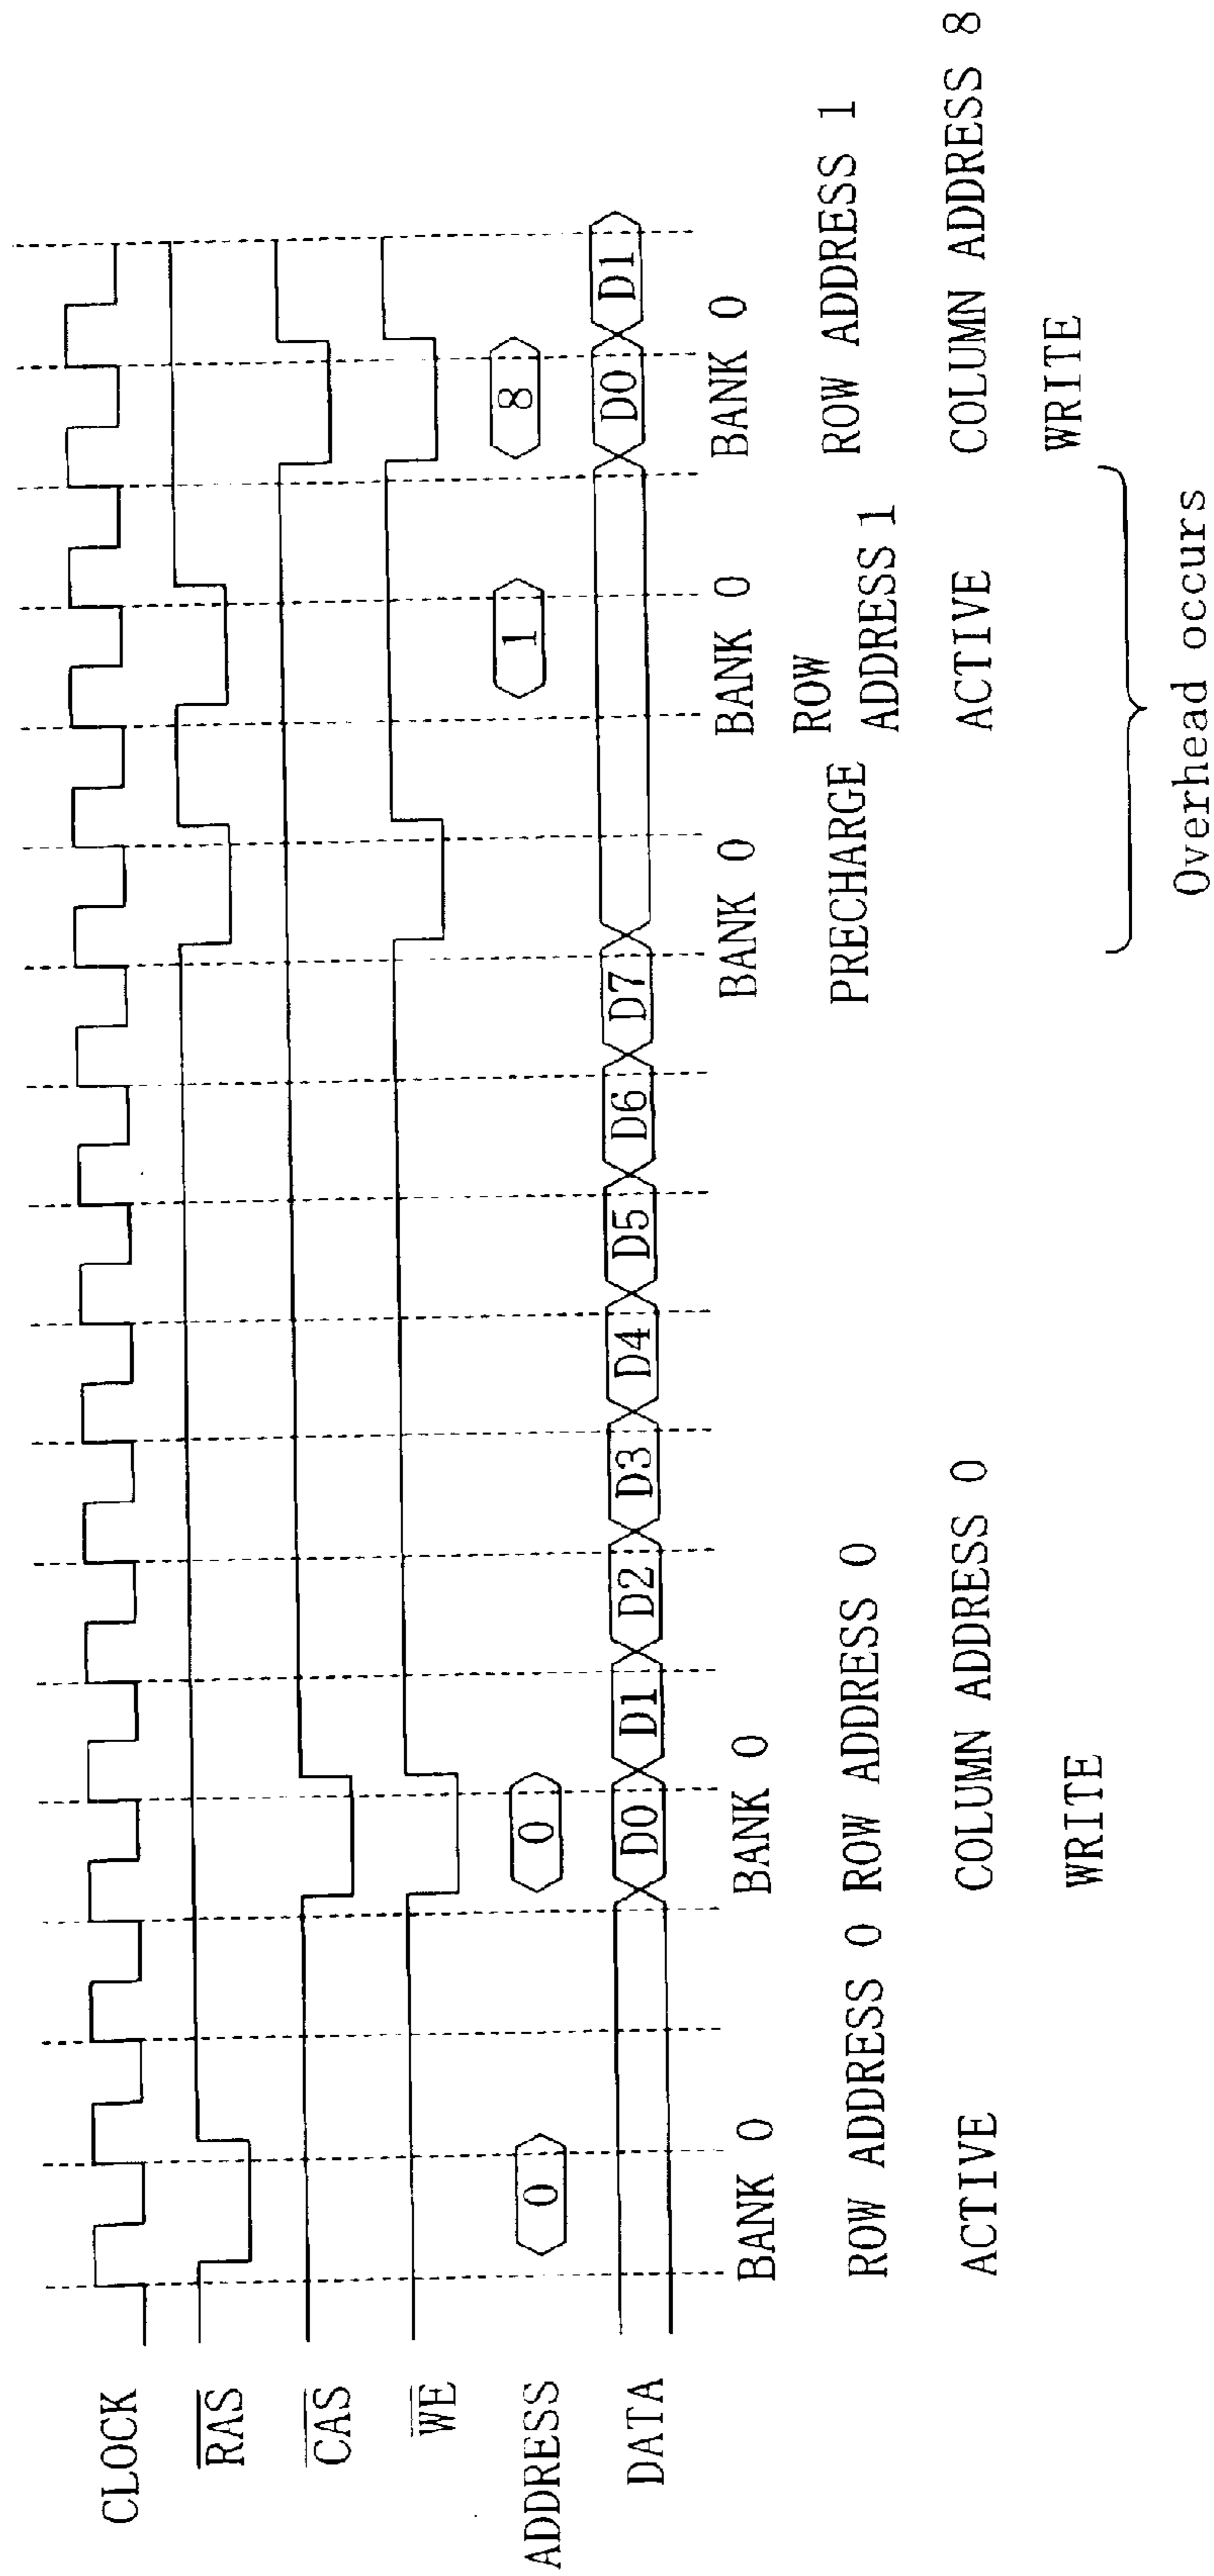 CLOCK
RAS
CAS
WE
ADDRESS 0 0 1 8
DATA D0 D1 D2 D3 D4 D5 D6 D7 D0 D1
BANK 0 BANK 0 BANK 0 BANK 0 BANK 0
ROW ADDRESS 0 ROW ADDRESS 0 PRECHARGE ROW ADDRESS 1 ROW ADDRESS 1
ACTIVE COLUMN ADDRESS 0 ACTIVE COLUMN ADDRESS 8
WRITE WRITE
Overhead occurs